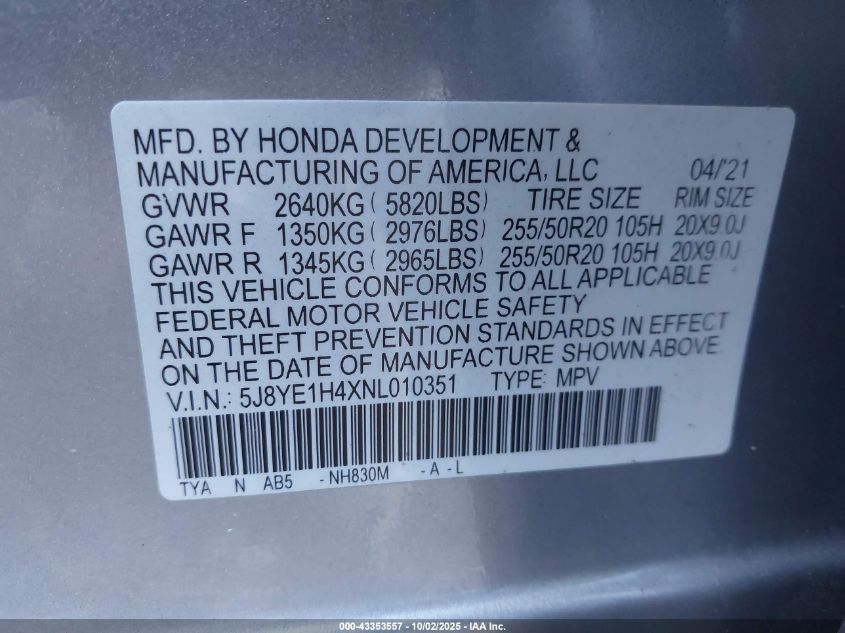 MFD. BY HONDA DEVELOPMENT &
MANUFACTURING OF AMERICA, LLC 04/'21
GVWR 2640KG ( 5820LBS) TIRE SIZE RIM SIZE
GAWR F 1350KG ( 2976LBS) 255/50R20 105H 20X9.0J
GAWR R 1345KG ( 2965LBS) 255/50R20 105H 20X9.0J
THIS VEHICLE CONFORMS TO ALL APPLICABLE
FEDERAL MOTOR VEHICLE SAFETY
AND THEFT PREVENTION STANDARDS IN EFFECT
ON THE DATE OF MANUFACTURE SHOWN ABOVE
V.I.N.: 5J8YE1H4XNL010351 TYPE: MPV
TYA N AB5 -NH830M -A-L
000-43353557 - 10/02/2025 - IAA Inc.